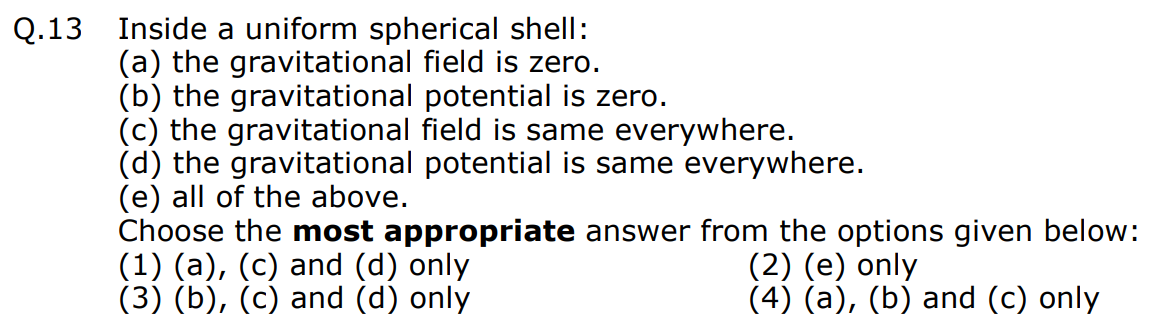 Q.13 Inside a uniform spherical shell:
(a) the gravitational field is zero.
(b) the gravitational potential is zero.
(c) the gravitational field is same everywhere.
(d) the gravitational potential is same everywhere.
(e) all of the above.
Choose the most appropriate answer from the options given below:
(1) (a), (c) and (d) only (2) (e) only
(3) (b), (c) and (d) only (4) (a), (b) and (c) only